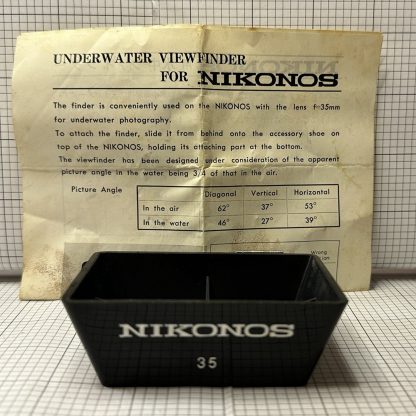 UNDERWATER VIEWFINDER
FOR NIKONOS
The finder is conveniently used on the NIKONOS with the lens f=35mm
for underwater photography.
To attach the finder, slide it from behind onto the accessory shoe on
top of the NIKONOS, holding its attaching part at the bottom.
The viewfinder has been designed under consideration of the apparent
picture angle in the water being 3/4 of that in the air.
Picture Angle
Diagonal Vertical Horizontal
In the air 62° 37° 53°
In the water 46° 27° 39°
Wrong
NIKONOS
35